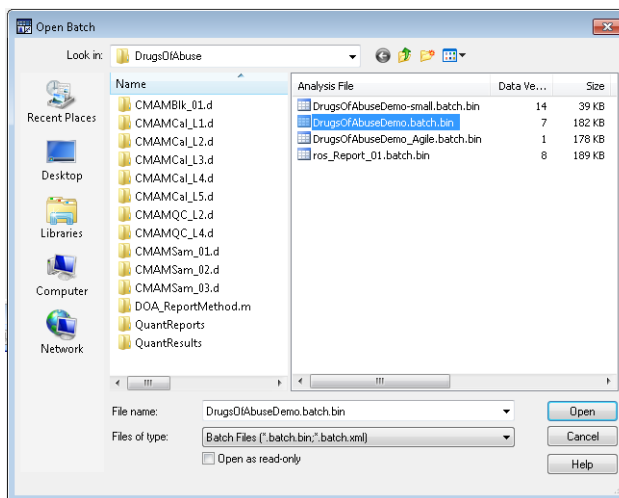 Open Batch
Look in: DrugsOfAbuse
Recent Places
Desktop
Libraries
Computer
Network
Name
CMAMBlk_01.d
CMAMCal_L1.d
CMAMCal_L2.d
CMAMCal_L3.d
CMAMCal_L4.d
CMAMCal_L5.d
CMAMQC_L2.d
CMAMQC_L4.d
CMAMSam_01.d
CMAMSam_02.d
CMAMSam_03.d
DOA_ReportMethod.m
QuantReports
QuantResults
Analysis File Data Ve... Size
DrugsOfAbuseDemo-small.batch.bin 14 39 KB
DrugsOfAbuseDemo.batch.bin 7 182 KB
DrugsOfAbuseDemo_Agile.batch.bin 1 178 KB
ros_Report_01.batch.bin 8 189 KB
File name: DrugsOfAbuseDemo.batch.bin Open
Files of type: Batch Files (*.batch.bin;*.batch.xml) Cancel
Open as read-only Help